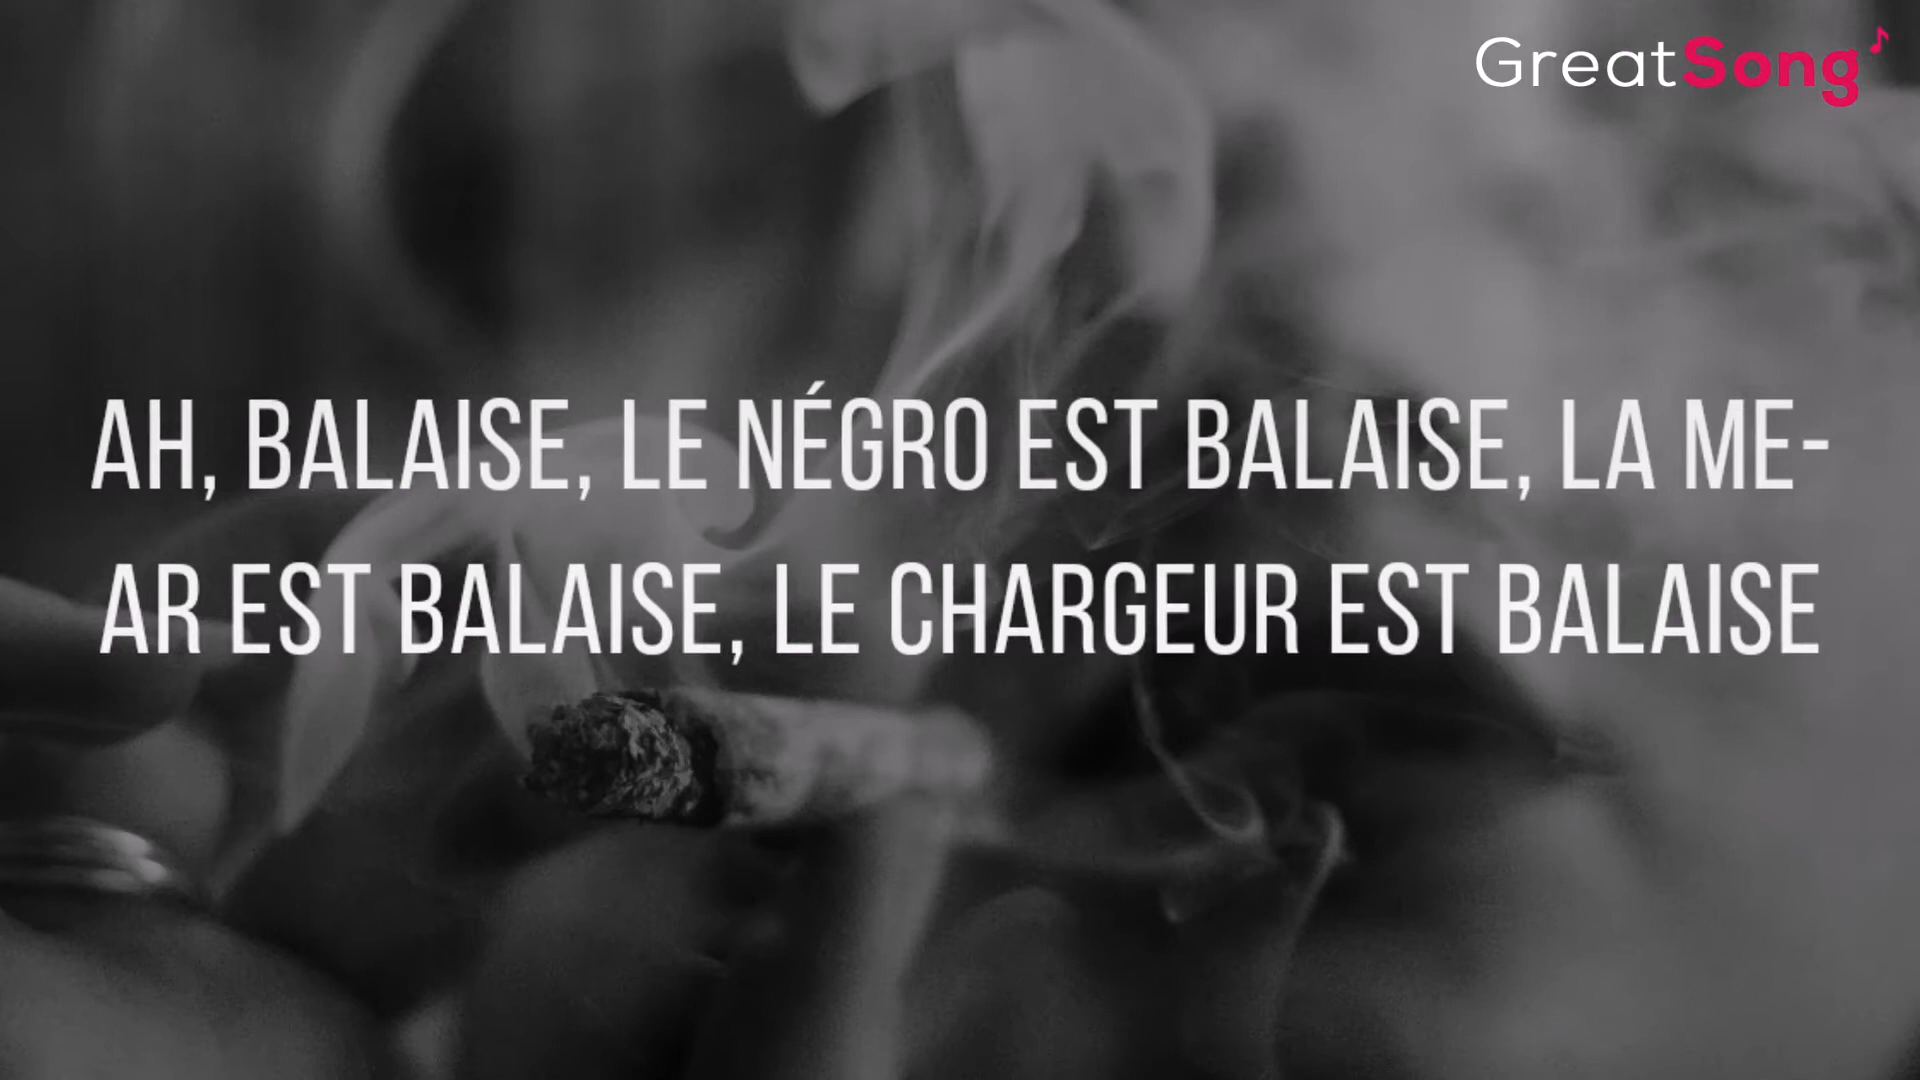 GreatSong
AH, BALAISE, LE NÉGRO EST BALAISE, LA ME-
AR EST BALAISE, LE CHARGEUR EST BALAISE